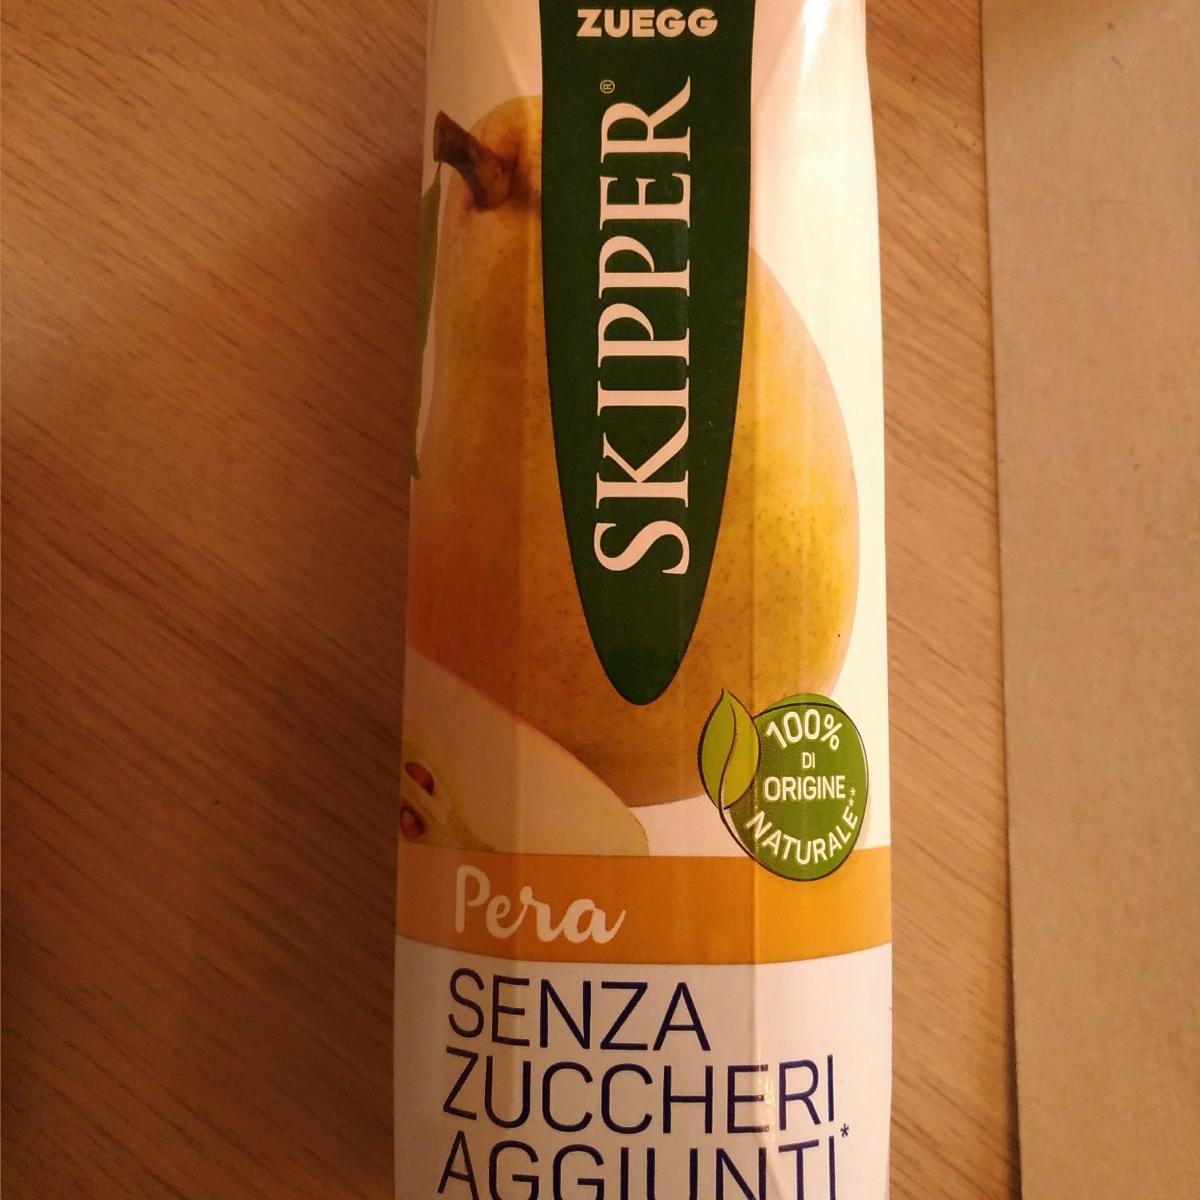 ZUEGG
SKIPPER®
100%
DI
ORIGINE
NATURALE**
Pera
SENZA
ZUCCHERI
AGGIUNTI*